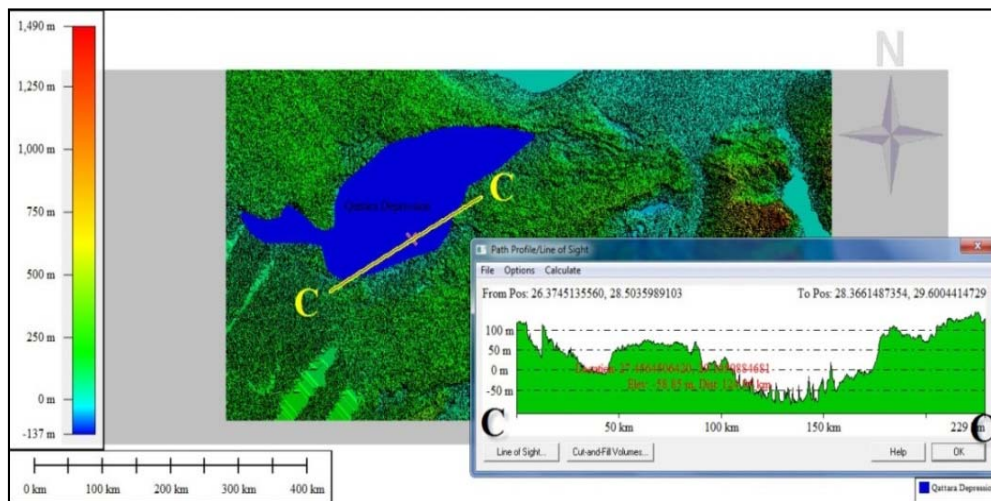 1,490 m
1,250 m
1,000 m
750 m
500 m
250 m
0 m
-137 m
N
Qattara Depression
C
C
Path Profile/Line of Sight
File Options Calculate
From Pos: 26.3745135560, 28.5035989103 To Pos: 28.3661487354, 29.6004414729
100 m
50 m
0 m
-50 m
50 km
100 km
150 km
229
C
C
Line of Sight...
Cut-and-Fill Volumes...
Help
OK
0 km 100 km 200 km 300 km 400 km
Qattara Depression